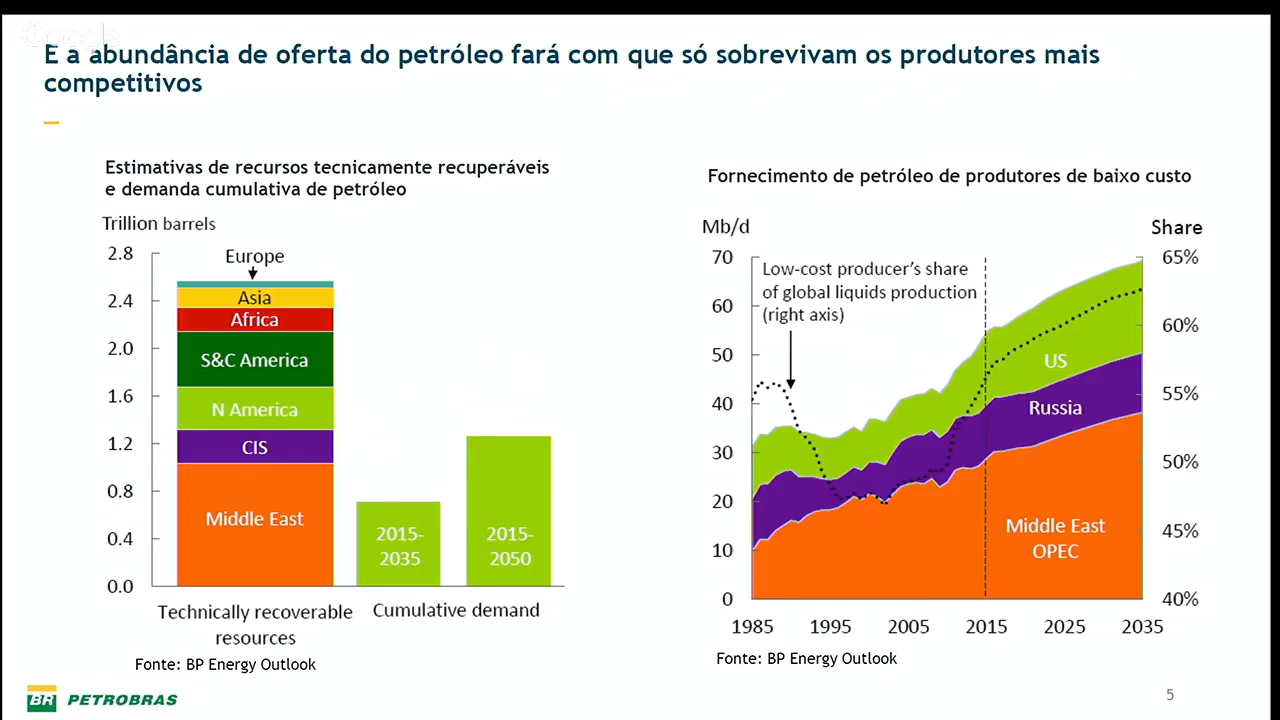 Google
E a abundância de oferta do petróleo fará com que só sobrevivam os produtores mais
competitivos
Estimativas de recursos tecnicamente recuperáveis
e demanda cumulativa de petróleo
Trillion barrels
2.8
2.4
2.0
1.6
1.2
0.8
0.4
0.0
Europe
Asia
Africa
S&C America
N America
CIS
Middle East
2015-
2035
2015-
2050
Technically recoverable
resources
Cumulative demand
Fonte: BP Energy Outlook
Fornecimento de petróleo de produtores de baixo custo
Mb/d
Share
70
60
50
40
30
20
10
0
65%
60%
55%
50%
45%
40%
Low-cost producer’s share
of global liquids production
(right axis)
US
Russia
Middle East
OPEC
1985 1995 2005 2015 2025 2035
Fonte: BP Energy Outlook
BR PETROBRAS
5